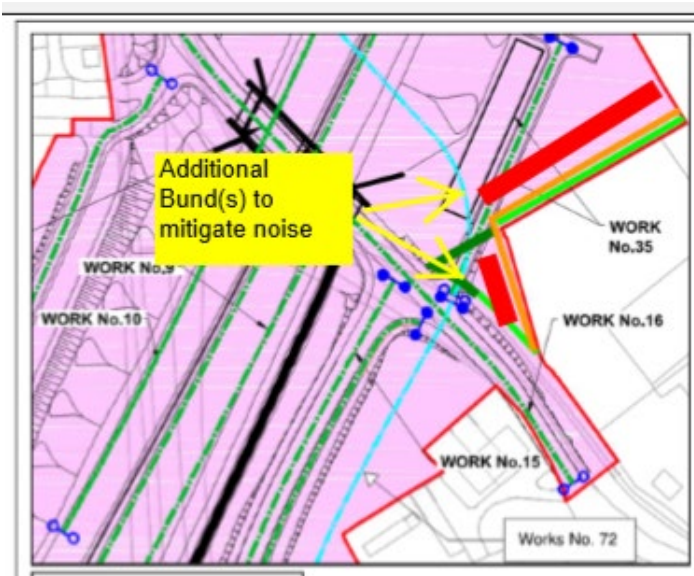 Additional
Bund(s) to
mitigate noise
WORK
No.35
WORK No.9
WORK No.10
WORK No.16
WORK No.15
Works No. 72